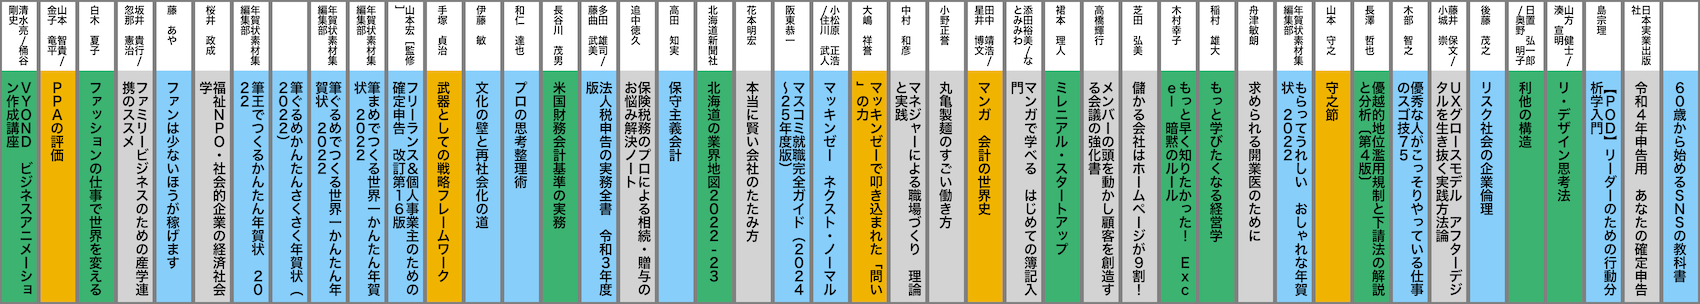 60歳から始めるSNSの教科書
日本実業出版
社
令和4年申告用　あなたの確定申告
島宗理
【POD】リーダーのための行動分
析学入門
山方　健士/
湊　宣明
リ・デザイン思考法
日置　弘一郎
/奥野　明子
利他の構造
後藤　茂之
リスク社会の企業倫理
藤井　保文/
小城　崇
UXグロースモデル　アフターデジ
タルを生き抜く実践方法論
木部　智之
優秀な人がこっそりやっている仕事
のスゴ技75
長澤　哲也
優越的地位濫用規制と下請法の解説
と分析〔第4版〕
山本　守之
守之節
年賀状素材集
編集部
もらってうれしい　おしゃれな年賀
状　2022
舟津敏朗
求められる開業医のために
稲村　雄大
もっと学びたくなる経営学
木村幸子
もっと早く知りたかった！　Exc
el　暗黙のルール
芝田　弘美
儲かる会社はホームページが9割！
高橋輝行
メンバーの頭を動かし顧客を創造す
る会議の強化書
裙本　理人
ミレニアル・スタートアップ
添田裕美/な
とみみわ
マンガで学べる　はじめての簿記入
門
田中　靖浩/
星井　博文
マンガ　会計の世界史
小野正誉
丸亀製麺のすごい働き方
中村　和彦
マネジャーによる職場づくり　理論
と実践
大嶋　祥誉
マッキンゼーで叩き込まれた「問い
」の力
小松原　正浩
/住川　武人
マッキンゼー　ネクスト・ノーマル
阪東恭一
マスコミ就職完全ガイド（2024
～25年度版）
花本明宏
本当に賢い会社のたたみ方
北海道新聞社
北海道の業界地図2022-23
高田　知実
保守主義会計
追中徳久
保険税務のプロによる相続・贈与の
お悩み解決ノート
多田　雄司/
藤曲　武美
法人税申告の実務全書　令和3年度
版
長谷川　茂男
米国財務会計基準の実務
和仁　達也
プロの思考整理術
伊藤　敏
文化の壁と再社会化の道
手塚　貞治
武器としての戦略フレームワーク
山本宏［監修
］
フリーランス&個人事業主のための
確定申告　改訂第16版
年賀状素材集
編集部
筆まめでつくる世界一かんたん年賀
状　2022
年賀状素材集
編集部
筆ぐるめでつくる世界一かんたん年
賀状　2022
筆ぐるめかんたんさくさく年賀状（
2022）
年賀状素材集
編集部
筆王でつくるかんたん年賀状　20
22
桜井　政成
福祉NPO・社会的企業の経済社会
学
藤　あや
ファンは少ないほうが稼げます
坂井　貴行/
忽那　憲治
ファミリービジネスのための産学連
携のススメ
白木　夏子
ファッションの仕事で世界を変える
山本　智貴/
金子　竜平
PPAの評価
清水亮/桶谷
剛史
VYOND　ビジネスアニメーショ
ン作成講座